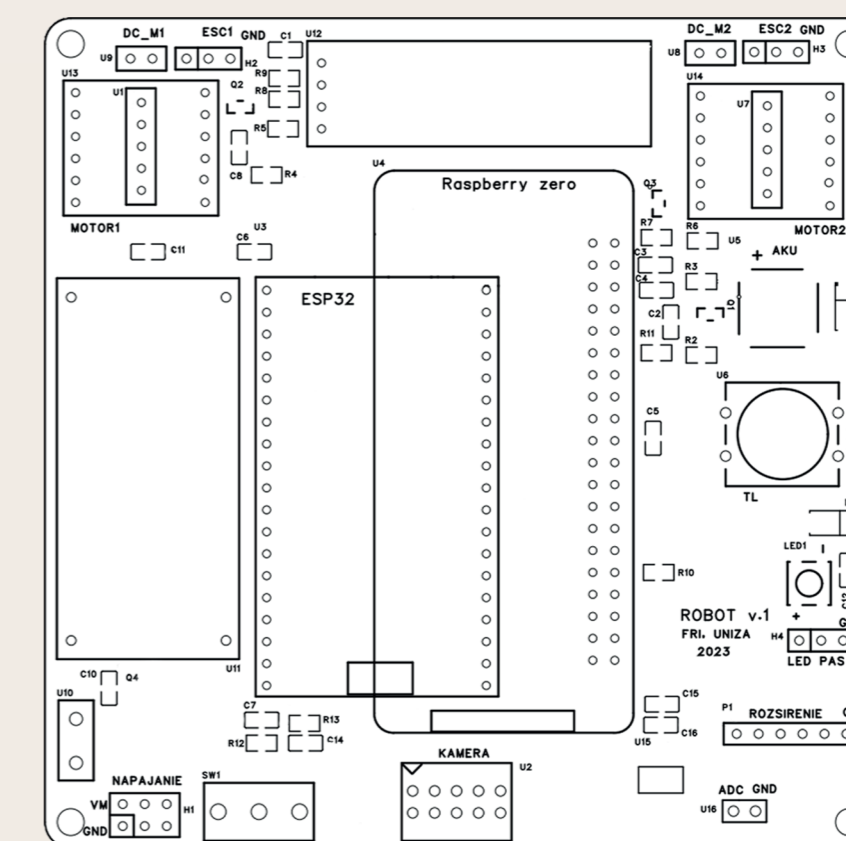 DC_M1 ESC1 GND C1 U12 DC_M2 ESC2 GND
U9 H2 U8 H3
U13 R9 U14
U1 Q2 R8 U7
R5
C8 R4 U4
Raspberry zero Q3
MOTOR1 U3 R7 R6 MOTOR2
C11 C6 U5
C3 + AKU
R3
C4
ESP32 Q1
C2
R11 R2
U6
C5
TL
LED1
R10
C12
ROBOT v.1 +
FRI. UNIZA H4 G
2023
LED PAS
C10 Q4 U11
U10 C15
C7 P1 ROZSIRENIE
R13
R12 C14 U15 C16
KAMERA
SW1 U2
NAPAJANIE
ADC GND
VM H1 U16
GND